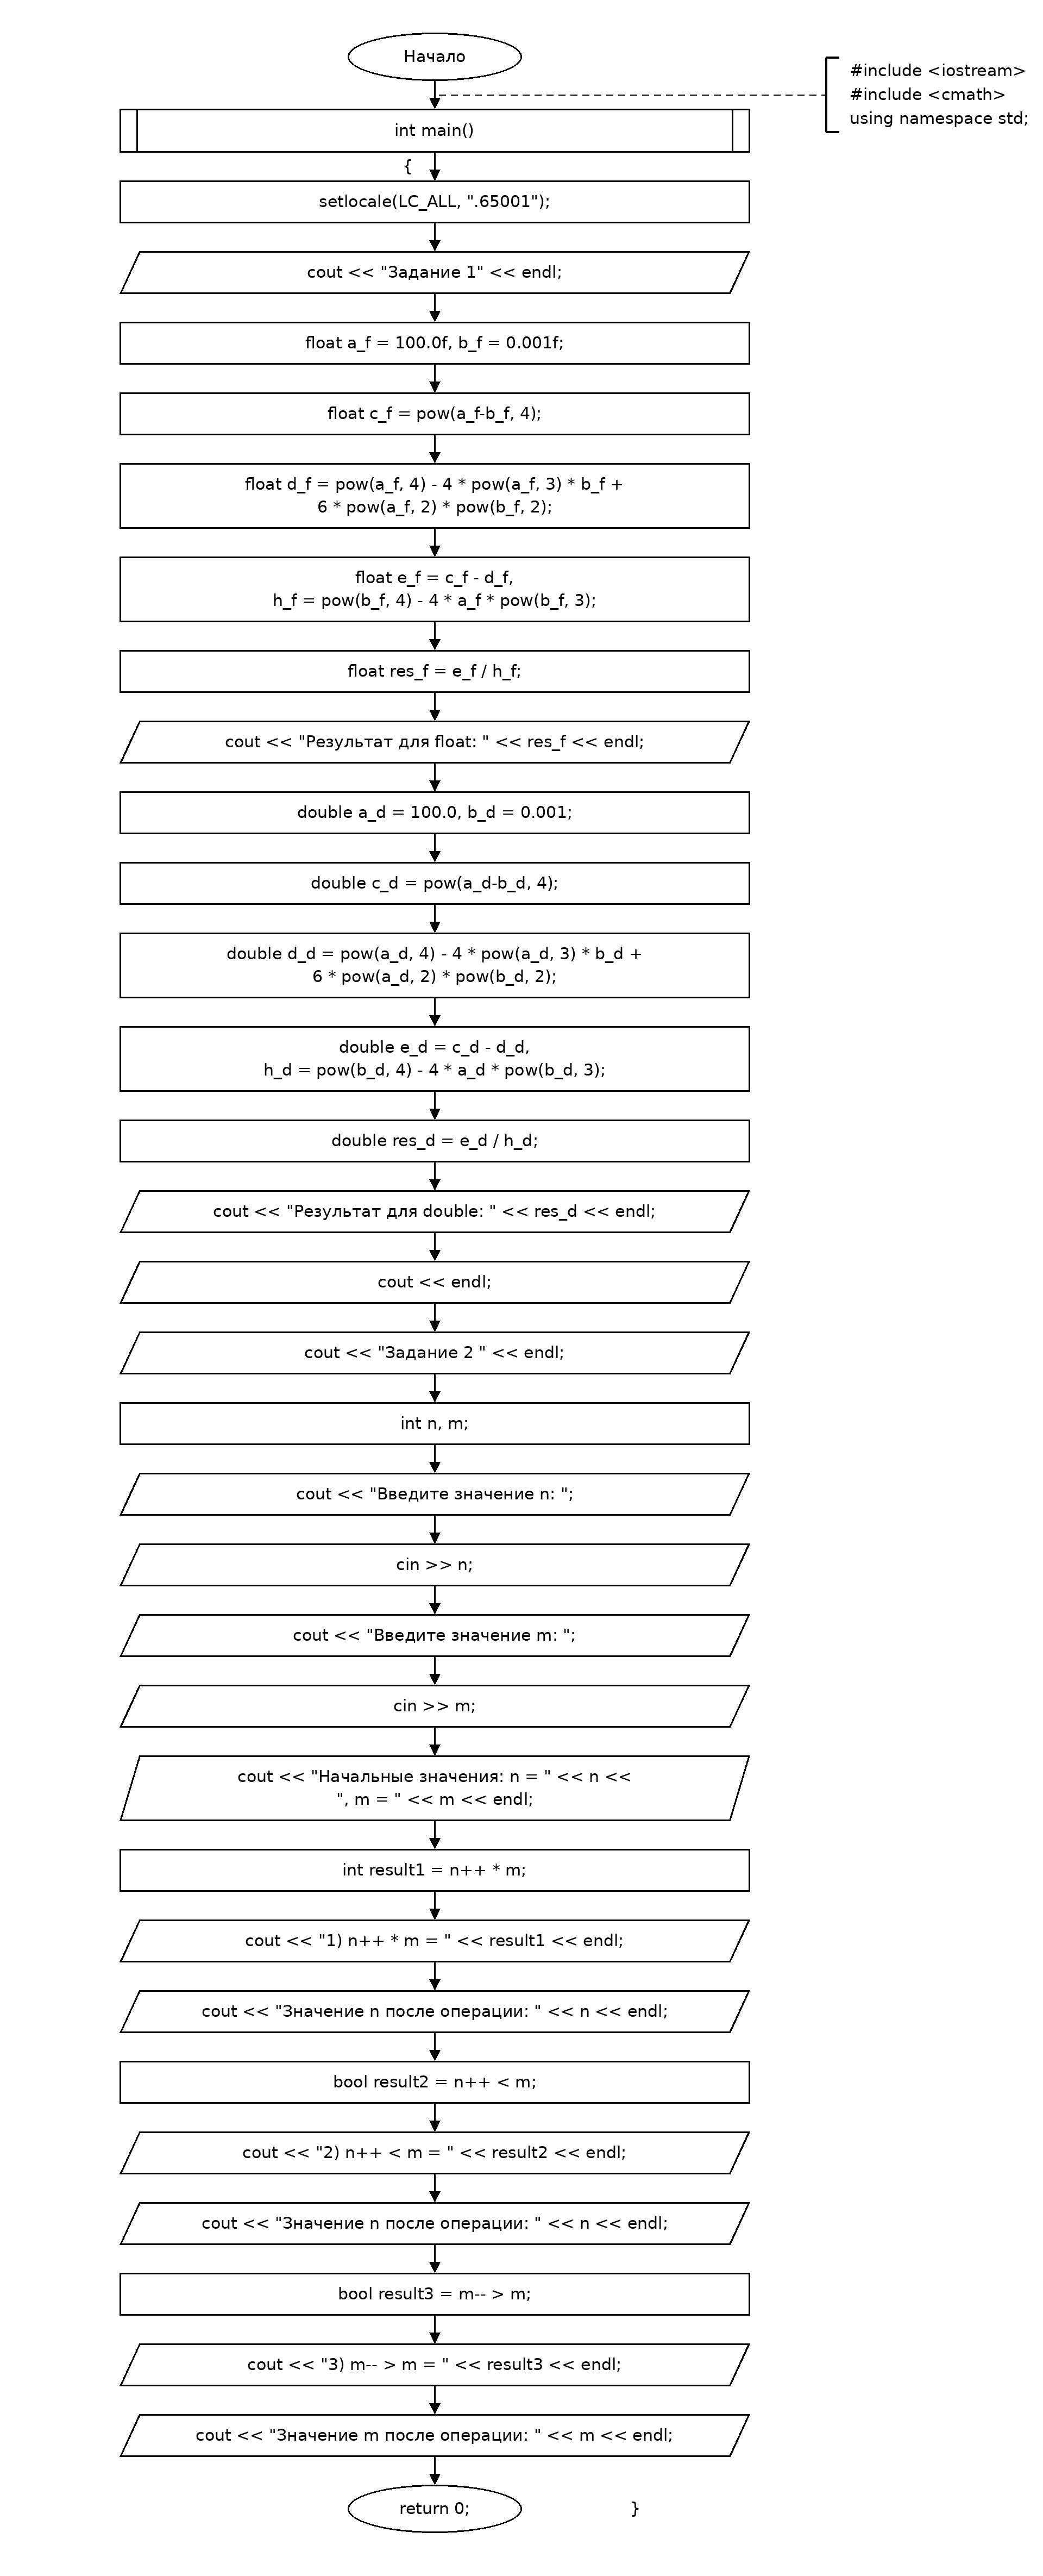 Начало
#include <iostream>
#include <cmath>
using namespace std;
int main()
{
setlocale(LC_ALL, ".65001");
cout << "Задание 1" << endl;
float a_f = 100.0f, b_f = 0.001f;
float c_f = pow(a_f-b_f, 4);
float d_f = pow(a_f, 4) - 4 * pow(a_f, 3) * b_f +
6 * pow(a_f, 2) * pow(b_f, 2);
float e_f = c_f - d_f,
h_f = pow(b_f, 4) - 4 * a_f * pow(b_f, 3);
float res_f = e_f / h_f;
cout << "Результат для float: " << res_f << endl;
double a_d = 100.0, b_d = 0.001;
double c_d = pow(a_d-b_d, 4);
double d_d = pow(a_d, 4) - 4 * pow(a_d, 3) * b_d +
6 * pow(a_d, 2) * pow(b_d, 2);
double e_d = c_d - d_d,
h_d = pow(b_d, 4) - 4 * a_d * pow(b_d, 3);
double res_d = e_d / h_d;
cout << "Результат для double: " << res_d << endl;
cout << endl;
cout << "Задание 2 " << endl;
int n, m;
cout << "Введите значение n: ";
cin >> n;
cout << "Введите значение m: ";
cin >> m;
cout << "Начальные значения: n = " << n <<
", m = " << m << endl;
int result1 = n++ * m;
cout << "1) n++ * m = " << result1 << endl;
cout << "Значение n после операции: " << n << endl;
bool result2 = n++ < m;
cout << "2) n++ < m = " << result2 << endl;
cout << "Значение n после операции: " << n << endl;
bool result3 = m-- > m;
cout << "3) m-- > m = " << result3 << endl;
cout << "Значение m после операции: " << m << endl;
return 0;
}